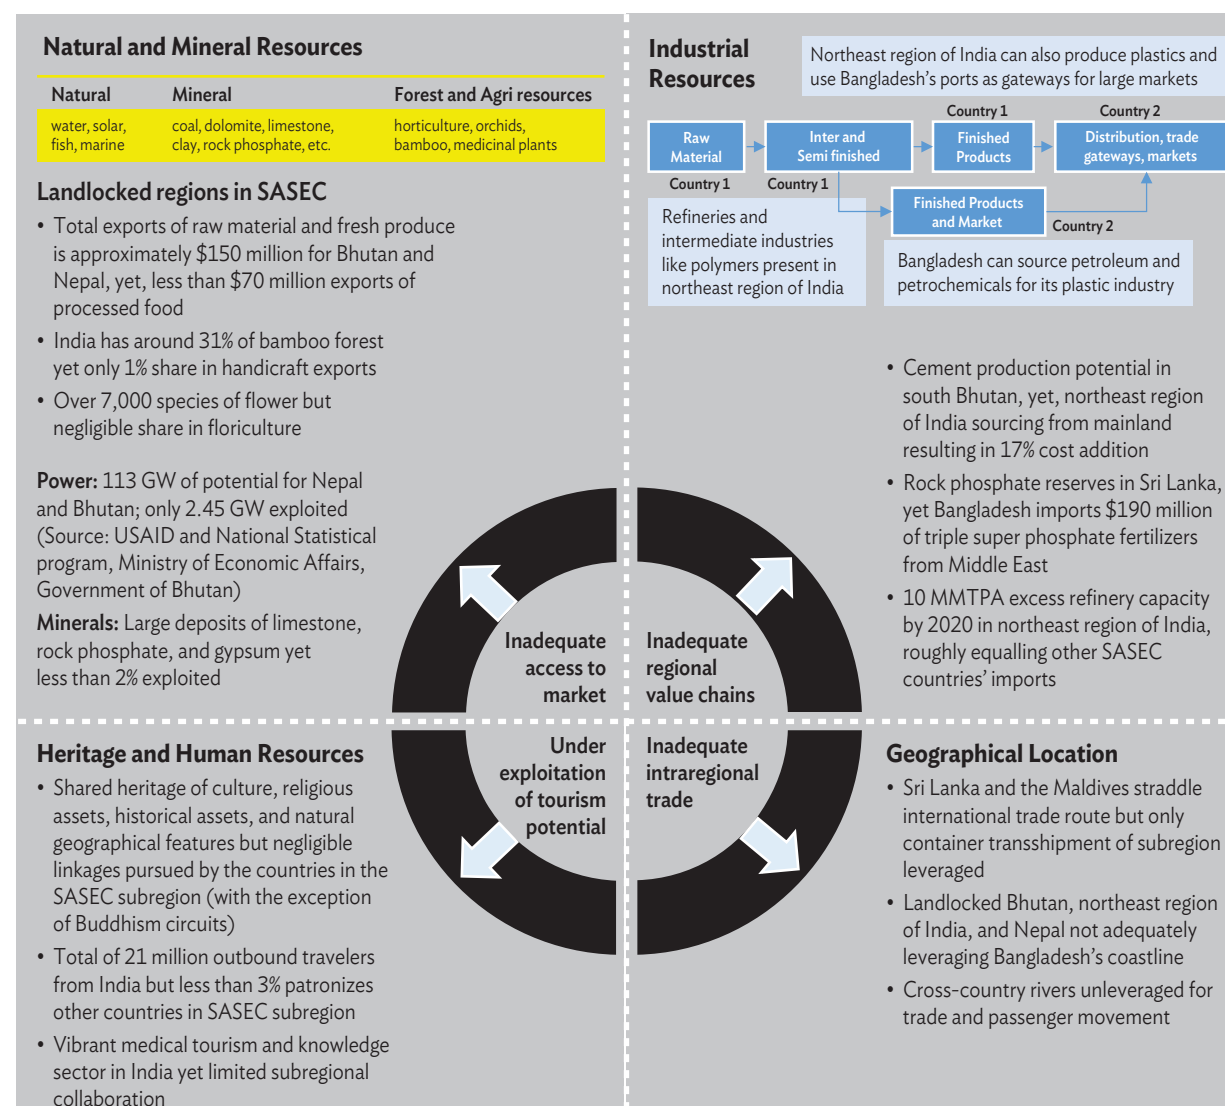 Natural and Mineral Resources
Natural Mineral Forest and Agri resources
water, solar, coal, dolomite, limestone, horticulture, orchids,
fish, marine clay, rock phosphate, etc. bamboo, medicinal plants
Landlocked regions in SASEC
• Total exports of raw material and fresh produce
is approximately $150 million for Bhutan and
Nepal, yet, less than $70 million exports of
processed food
• India has around 31% of bamboo forest
yet only 1% share in handicraft exports
• Over 7,000 species of flower but
negligible share in floriculture
Power: 113 GW of potential for Nepal
and Bhutan; only 2.45 GW exploited
(Source: USAID and National Statistical
program, Ministry of Economic Affairs,
Government of Bhutan)
Minerals: Large deposits of limestone,
rock phosphate, and gypsum yet
less than 2% exploited
Inadequate
access to
market
Industrial
Resources
Northeast region of India can also produce plastics and
use Bangladesh's ports as gateways for large markets
Country 1
Country 2
Raw
Material
Inter and
Semi finished
Finished
Products
Distribution, trade
gateways, markets
Country 1
Country 1
Finished Products
and Market
Country 2
Refineries and
intermediate industries
like polymers present in
northeast region of India
Bangladesh can source petroleum and
petrochemicals for its plastic industry
• Cement production potential in
south Bhutan, yet, northeast region
of India sourcing from mainland
resulting in 17% cost addition
• Rock phosphate reserves in Sri Lanka,
yet Bangladesh imports $190 million
of triple super phosphate fertilizers
from Middle East
• 10 MMTPA excess refinery capacity
by 2020 in northeast region of India,
roughly equalling other SASEC
countries' imports
Inadequate
regional
value chains
Heritage and Human Resources
• Shared heritage of culture, religious
assets, historical assets, and natural
geographical features but negligible
linkages pursued by the countries in the
SASEC subregion (with the exception
of Buddhism circuits)
• Total of 21 million outbound travelers
from India but less than 3% patronizes
other countries in SASEC subregion
• Vibrant medical tourism and knowledge
sector in India yet limited subregional
collaboration
Under
exploitation
of tourism
potential
Inadequate
intraregional
trade
Geographical Location
• Sri Lanka and the Maldives straddle
international trade route but only
container transshipment of subregion
leveraged
• Landlocked Bhutan, northeast region
of India, and Nepal not adequately
leveraging Bangladesh's coastline
• Cross-country rivers unleveraged for
trade and passenger movement